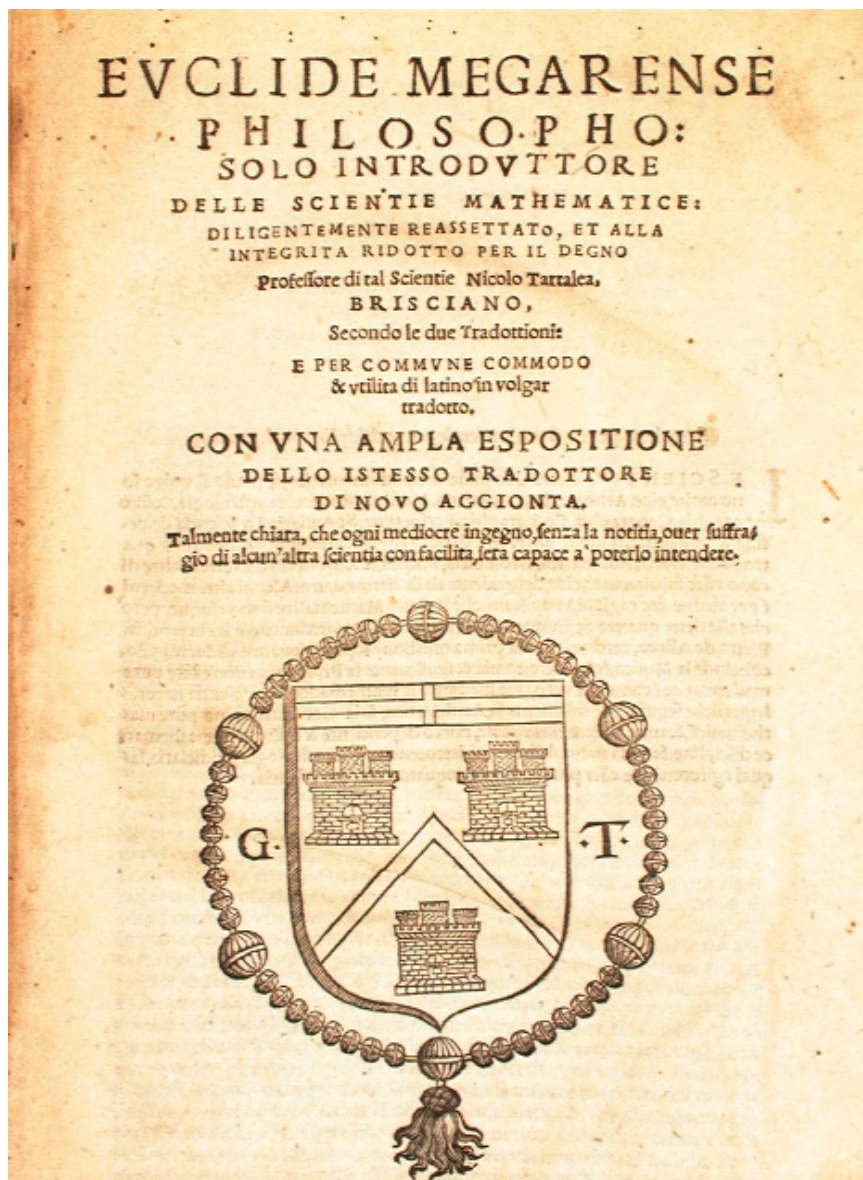 EVCLIDE MEGARENSE
PHILOSOPHO:
SOLO INTRODVTTORE
DELLE SCIENTIE MATHEMATICE:
DILIGENTEMENTE REASSETTATO, ET ALLA
INTEGRITA RIDOTTO PER IL DEGNO
Professore di tal Scientie Nicolo Tartalea,
BRISCIANO,
Secondo le due Tradottioni:
E PER COMMVNE COMMODO
& vtilita di latino in volgar
tradotto.
CON VNA AMPLA ESPOSITIONE
DELLO ISTESSO TRADOTTORE
DI NOVO AGGIONTA.
Talmente chiara, che ogni mediocre ingegno, senza la notitia, ouer suffra-
gio di alcun'altra scientia con facilita, sera capace a' poterlo intendere.
G. .T.